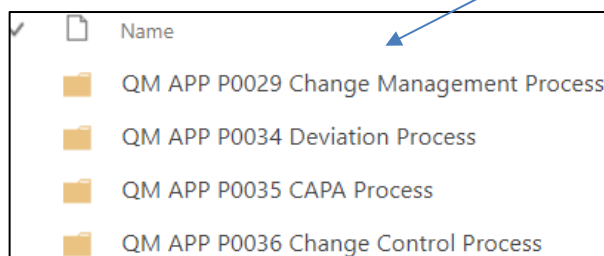 Name
QM APP P0029 Change Management Process
QM APP P0034 Deviation Process
QM APP P0035 CAPA Process
QM APP P0036 Change Control Process